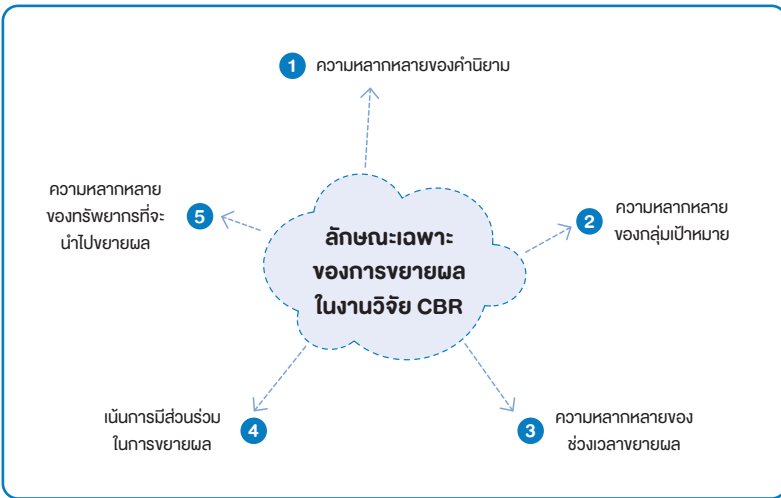 1 ความหลากหลายของคำนิยาม
ความหลากหลาย
ของกลุ่มเป้าหมาย
2
ความหลากหลายของ
ช่วงเวลาขยายผล
3
เน้นการมีส่วนร่วม
ในการขยายผล
4
ความหลากหลาย
ของทรัพยากรที่จะ
นำไปขยายผล
5
ลักษณะเฉพาะ
ของการขยายผล
ในงานวิจัย CBR